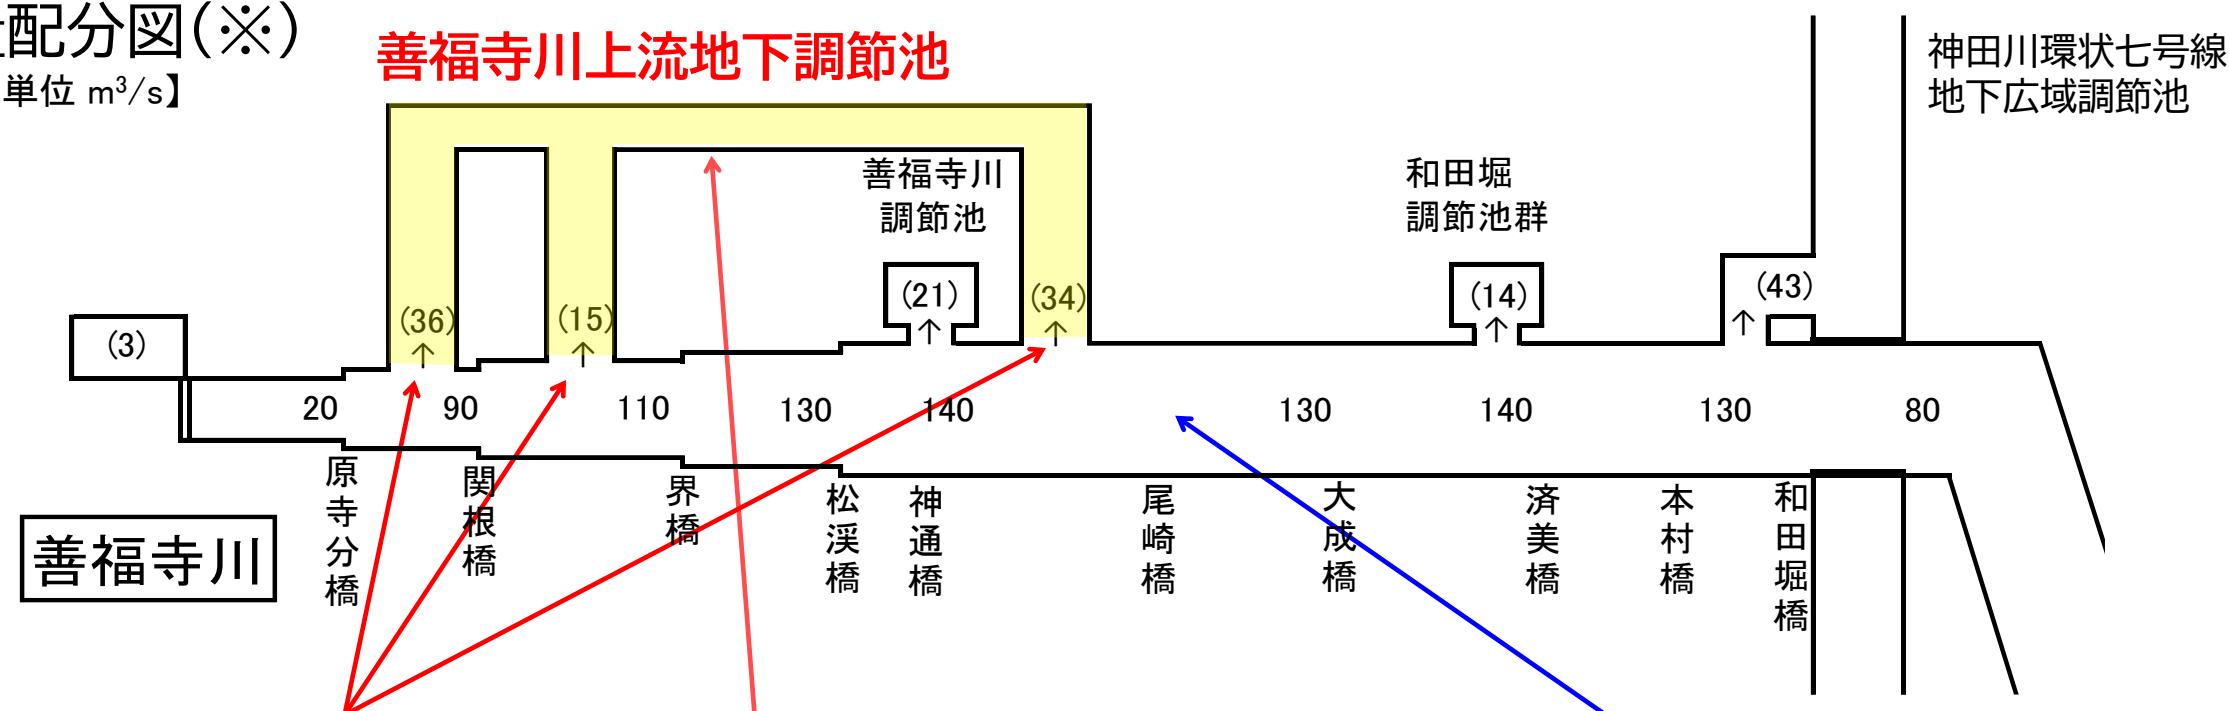 配分図(※)
単位 m³/s】
善福寺川上流地下調節池
神田川環状七号線
地下広域調節池
善福寺川
調節池
和田堀
調節池群
(3)
(36)
↑
(15)
↑
(21)
↑
(34)
↑
(14)
↑
(43)
↑
20
90
110
130
140
130
140
130
80
原寺分橋
関根橋
界橋
松渓橋
神通橋
尾崎橋
大成橋
済美橋
本村橋
和田堀橋
善福寺川